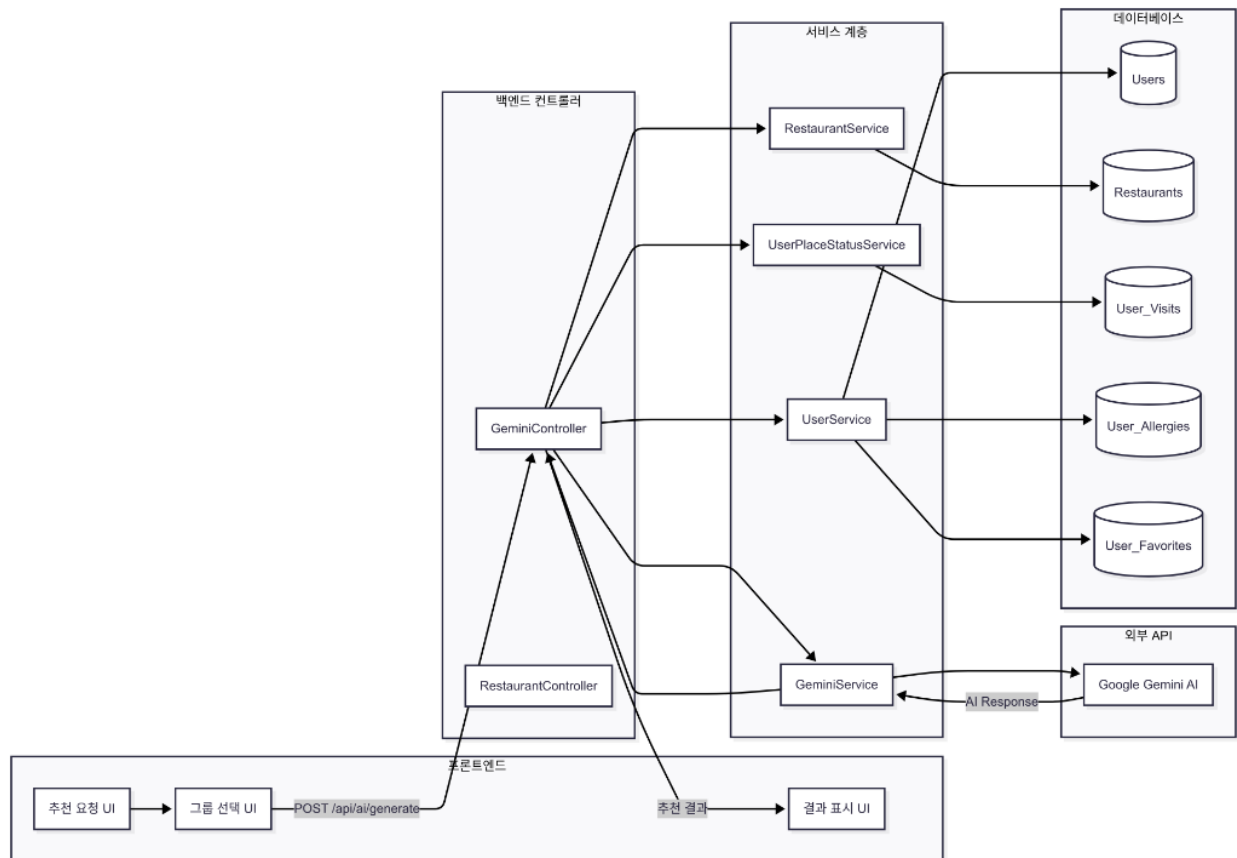 데이터베이스
서비스 계층
Users
백엔드 컨트롤러
RestaurantService
Restaurants
UserPlaceStatusService
User_Visits
GeminiController
UserService
User_Allergies
User_Favorites
외부 API
RestaurantController
GeminiService
Google Gemini AI
AI Response
프론트엔드
추천 요청 UI
그룹 선택 UI
POST /api/ai/generate
추천 결과
결과 표시 UI